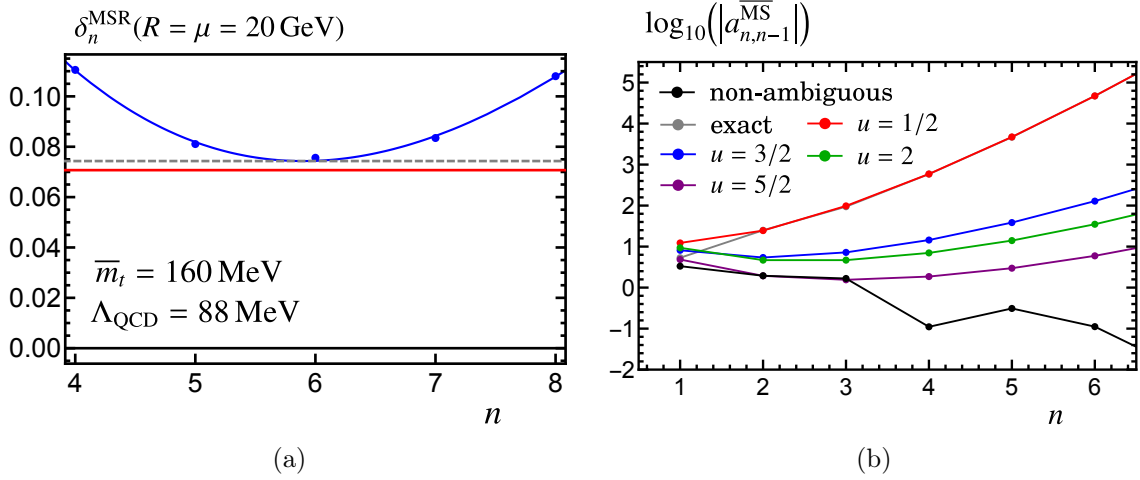 δ_n^MSR(R = μ = 20 GeV)
0.10
0.08
0.06
0.04
0.02
0.00
m̅_t = 160 MeV
Λ_QCD = 88 MeV
4 5 6 7 8
n
(a)
log₁₀(|a_{n,n−1}^{M̅S̅}|)
5
4
3
2
1
0
−1
−2
non-ambiguous
exact u = 1/2
u = 3/2 u = 2
u = 5/2
1 2 3 4 5 6
n
(b)